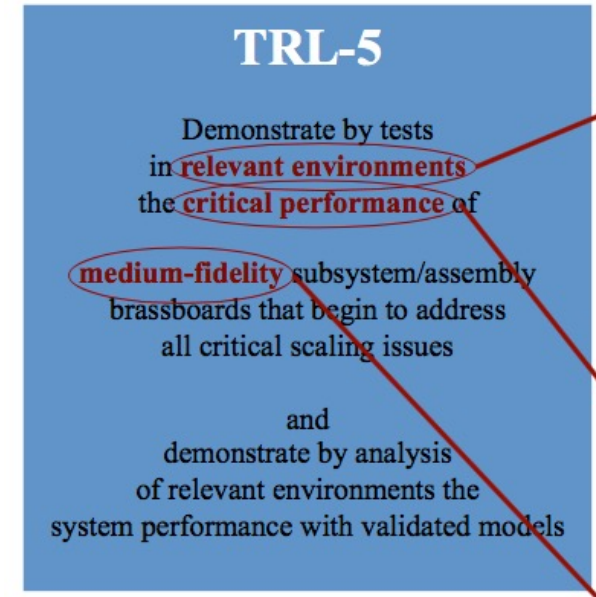 TRL-5
Demonstrate by tests
in relevant environments
the critical performance of
medium-fidelity subsystem/assembly
brassboards that begin to address
all critical scaling issues
and
demonstrate by analysis
of relevant environments the
system performance with validated models